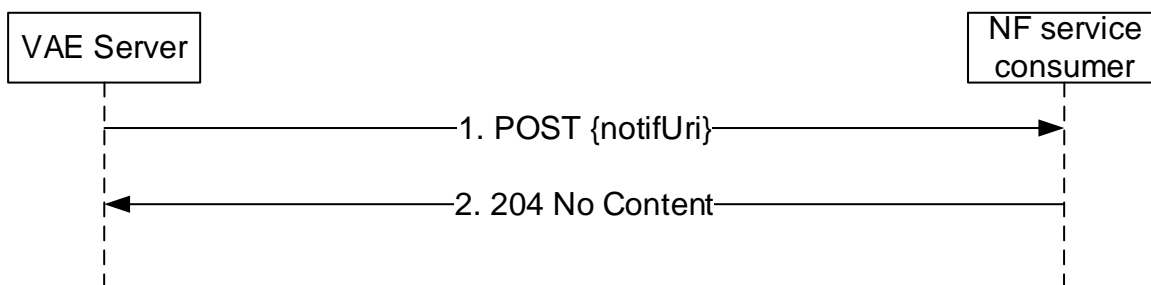 VAE Server
NF service
consumer
1. POST {notifUri}
2. 204 No Content